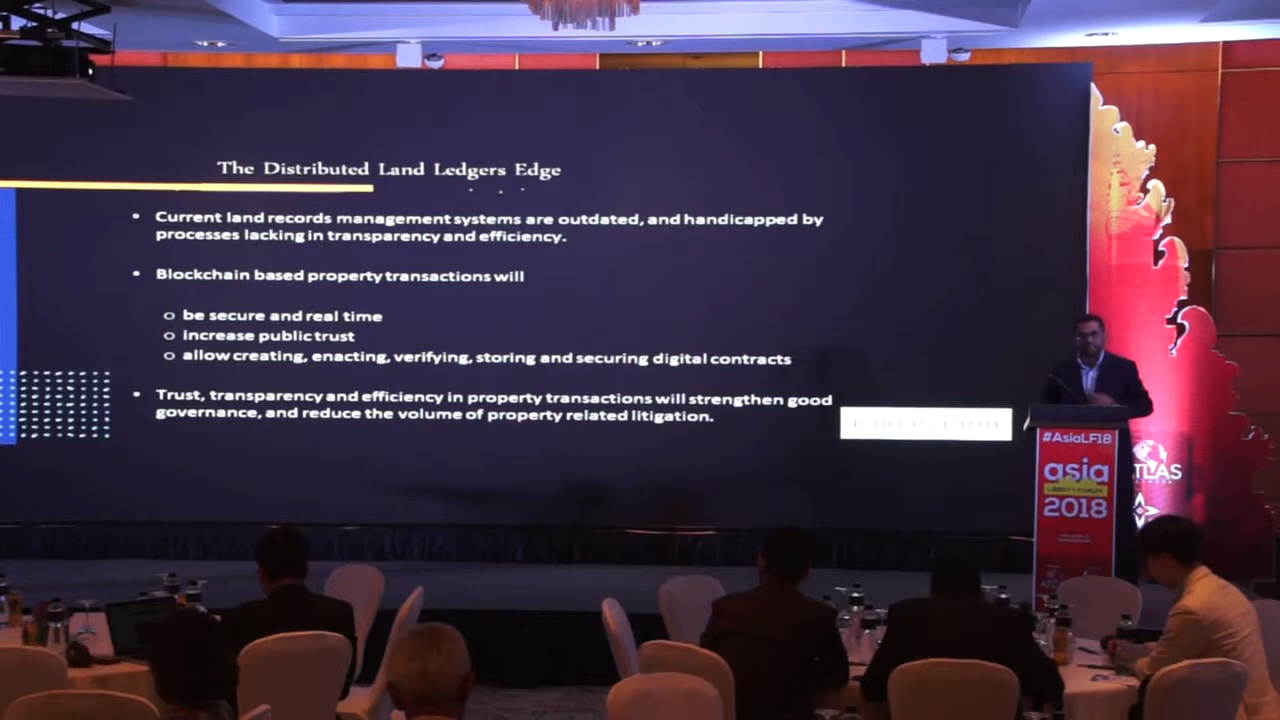 The Distributed Land Ledgers Edge
• Current land records management systems are outdated, and handicapped by
processes lacking in transparency and efficiency.
• Blockchain based property transactions will
o be secure and real time
o increase public trust
o allow creating, enacting, verifying, storing and securing digital contracts
• Trust, transparency and efficiency in property transactions will strengthen good
governance, and reduce the volume of property related litigation.
#AsiaLF18
asia
LIBERTY FORUM
2018
TLAS